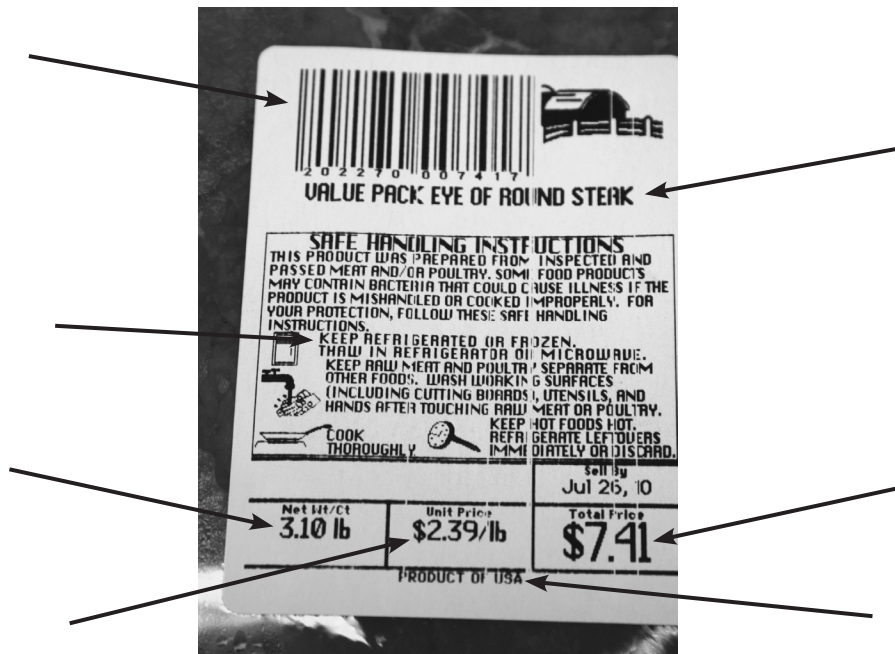 202270 007417
VALUE PACK EYE OF ROUND STEAK
SAFE HANDLING INSTRUCTIONS
THIS PRODUCT WAS PREPARED FROM INSPECTED AND
PASSED MEAT AND/OR POULTRY. SOME FOOD PRODUCTS
MAY CONTAIN BACTERIA THAT COULD CAUSE ILLNESS IF THE
PRODUCT IS MISHANDLED OR COOKED IMPROPERLY. FOR
YOUR PROTECTION, FOLLOW THESE SAFE HANDLING
INSTRUCTIONS.
KEEP REFRIGERATED OR FROZEN.
THAW IN REFRIGERATOR OR MICROWAVE.
KEEP RAW MEAT AND POULTRY SEPARATE FROM
OTHER FOODS. WASH WORKING SURFACES
(INCLUDING CUTTING BOARDS), UTENSILS, AND
HANDS AFTER TOUCHING RAW MEAT OR POULTRY.
COOK
THOROUGHLY
KEEP HOT FOODS HOT.
REFRIGERATE LEFTOVERS
IMMEDIATELY OR DISCARD.
Sell By
Jul 26, 10
Net Wt/Ct
3.10 lb
Unit Price
$2.39/lb
Total Price
$7.41
PRODUCT OF USA